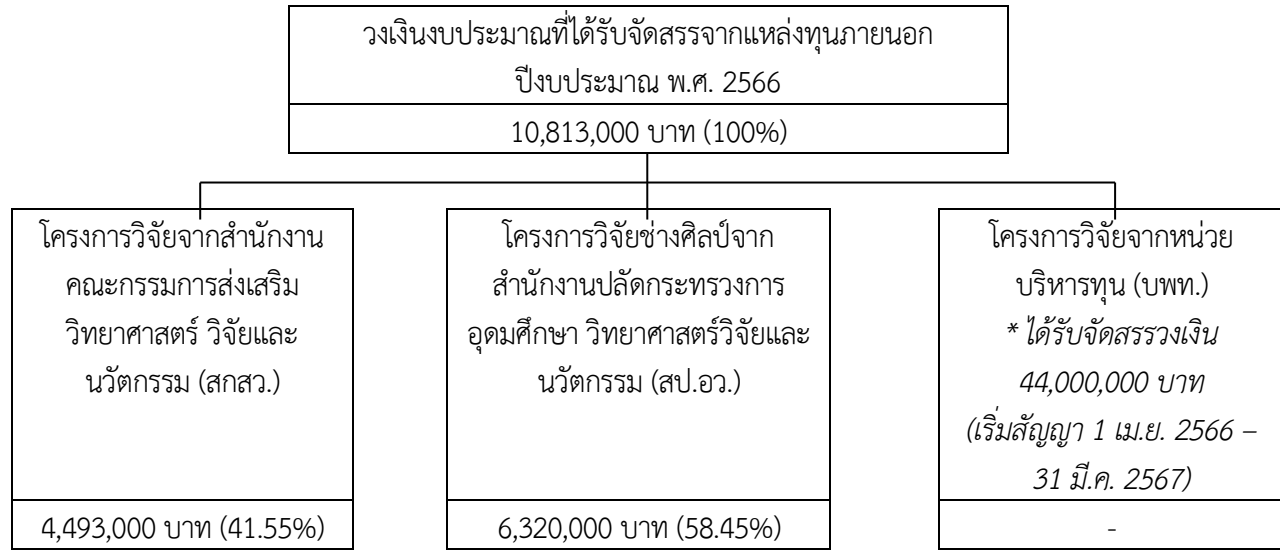 วงเงินงบประมาณที่ได้รับจัดสรรจากแหล่งทุนภายนอก
ปีงบประมาณ พ.ศ. 2566
10,813,000 บาท (100%)
โครงการวิจัยจากสำนักงาน
คณะกรรมการส่งเสริม
วิทยาศาสตร์ วิจัยและ
นวัตกรรม (สกสว.)
4,493,000 บาท (41.55%)
โครงการวิจัยช่างศิลป์จาก
สำนักงานปลัดกระทรวงการ
อุดมศึกษา วิทยาศาสตร์วิจัยและ
นวัตกรรม (สป.อว.)
6,320,000 บาท (58.45%)
โครงการวิจัยจากหน่วย
บริหารทุน (บพท.)
* ได้รับจัดสรรวงเงิน
44,000,000 บาท
(เริ่มสัญญา 1 เม.ย. 2566 –
31 มี.ค. 2567)
-